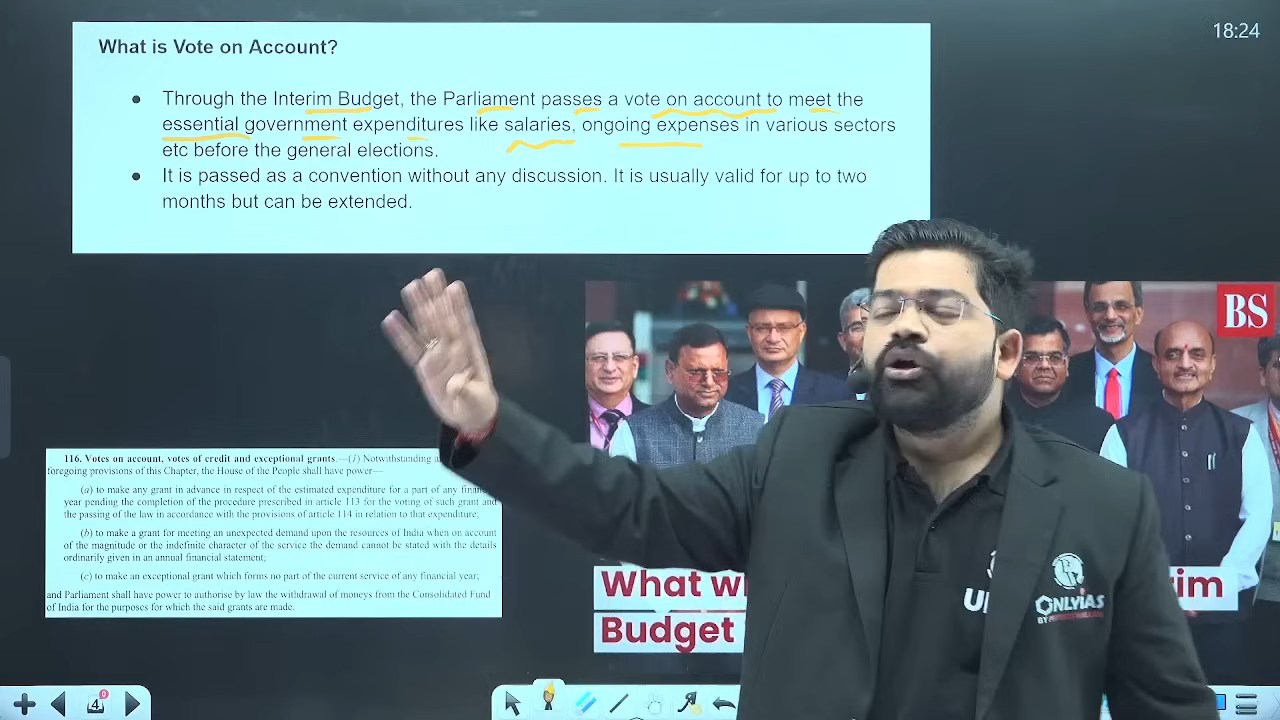 18:24
What is Vote on Account?
● Through the Interim Budget, the Parliament passes a vote on account to meet the
essential government expenditures like salaries, ongoing expenses in various sectors
etc before the general elections.
● It is passed as a convention without any discussion. It is usually valid for up to two
months but can be extended.
BS
116. Votes on account, votes of credit and exceptional grants.—(1) Notwithstanding
foregoing provisions of this Chapter, the House of the People shall have power—
(a) to make any grant in advance in respect of the estimated expenditure for a part of any
year pending the completion of the procedure prescribed in article 113 for the voting of such grant and
the passing of the law in accordance with the provisions of article 114 in relation to that expenditure;
(b) to make a grant for meeting an unexpected demand upon the resources of India when on account
of the magnitude or the indefinite character of the service the demand cannot be stated with the details
ordinarily given in an annual financial statement;
(c) to make an exceptional grant which forms no part of the current service of any financial year;
and Parliament shall have power to authorise by law the withdrawal of moneys from the Consolidated Fund
of India for the purposes for which the said grants are made.
What
Budget
ONLYIAS
BY
4
0